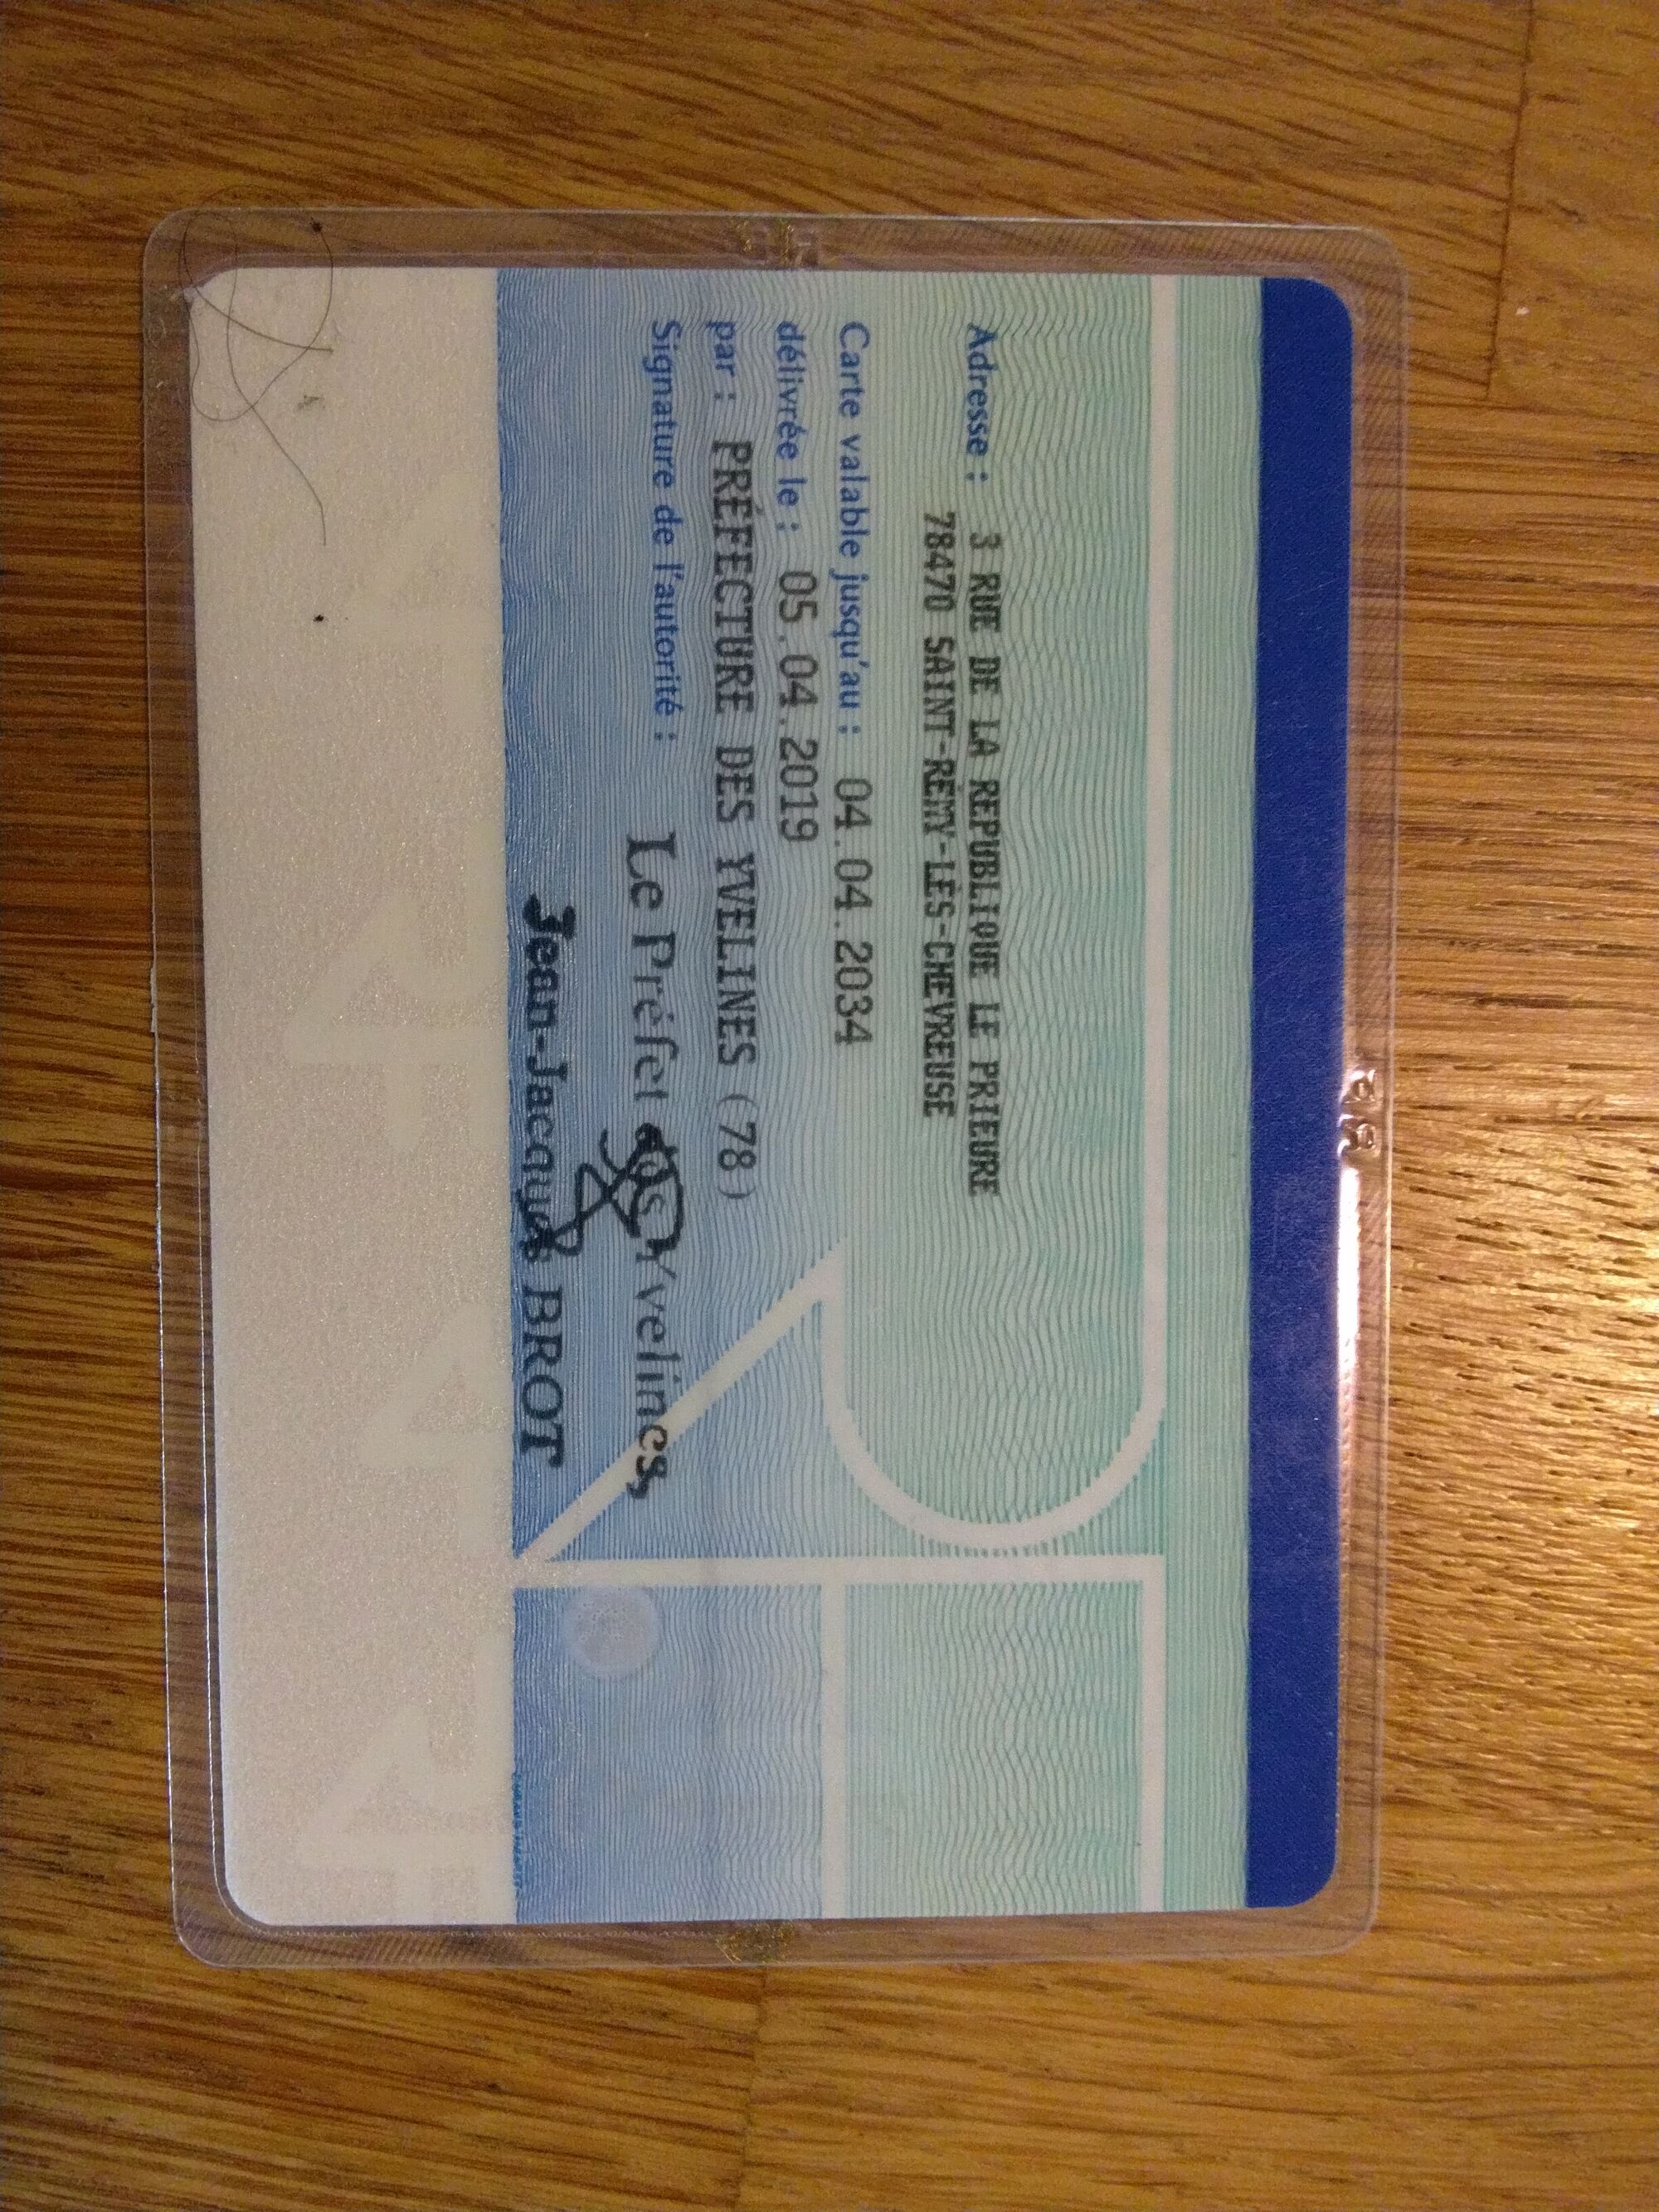 Adresse : 3 RUE DE LA REPUBLIQUE LE PRIEURE
78470 SAINT-RÉMY-LÈS-CHEVREUSE
Carte valable jusqu'au : 04.04.2034
délivrée le : 05.04.2019
par : PRÉFECTURE DES YVELINES (78)
Signature de l'autorité :
Le Préfet des Yvelines,
Jean-Jacques BROT